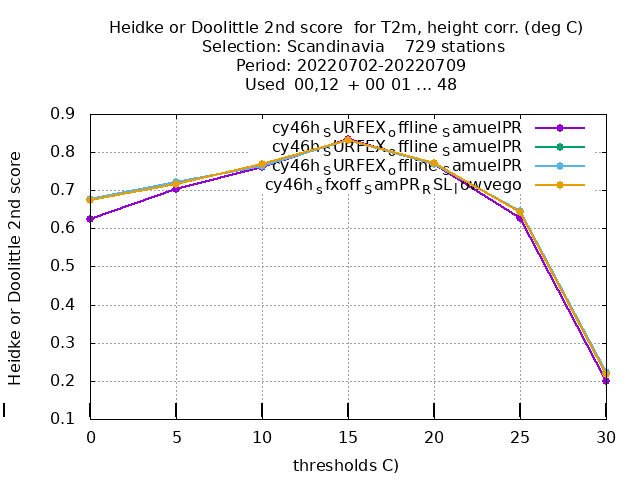 Heidke or Doolittle 2nd score  for T2m, height corr. (deg C)
Selection: Scandinavia    729 stations
Period: 20220702-20220709
Used  00,12  + 00 01 ... 48
cy46h_SURFEX_offline_SamuelPR
cy46h_SURFEX_offline_SamuelPR
cy46h_SURFEX_offline_SamuelPR
cy46h_sfxoff_SamPR_RSL_lowvego
Heidke or Doolittle 2nd score
0.9
0.8
0.7
0.6
0.5
0.4
0.3
0.2
0.1
0 5 10 15 20 25 30
thresholds C)